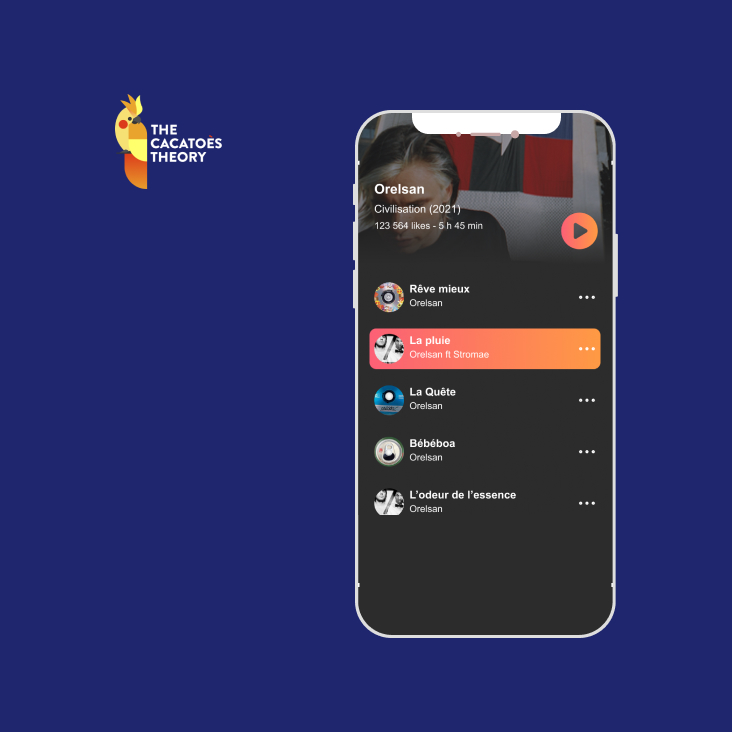 THE
CACATOÈS
THEORY
Orelsan
Civilisation (2021)
123 564 likes - 5 h 45 min
Rêve mieux
Orelsan
La pluie
Orelsan ft Stromae
La Quête
Orelsan
Bébéboa
Orelsan
L'odeur de l'essence
Orelsan